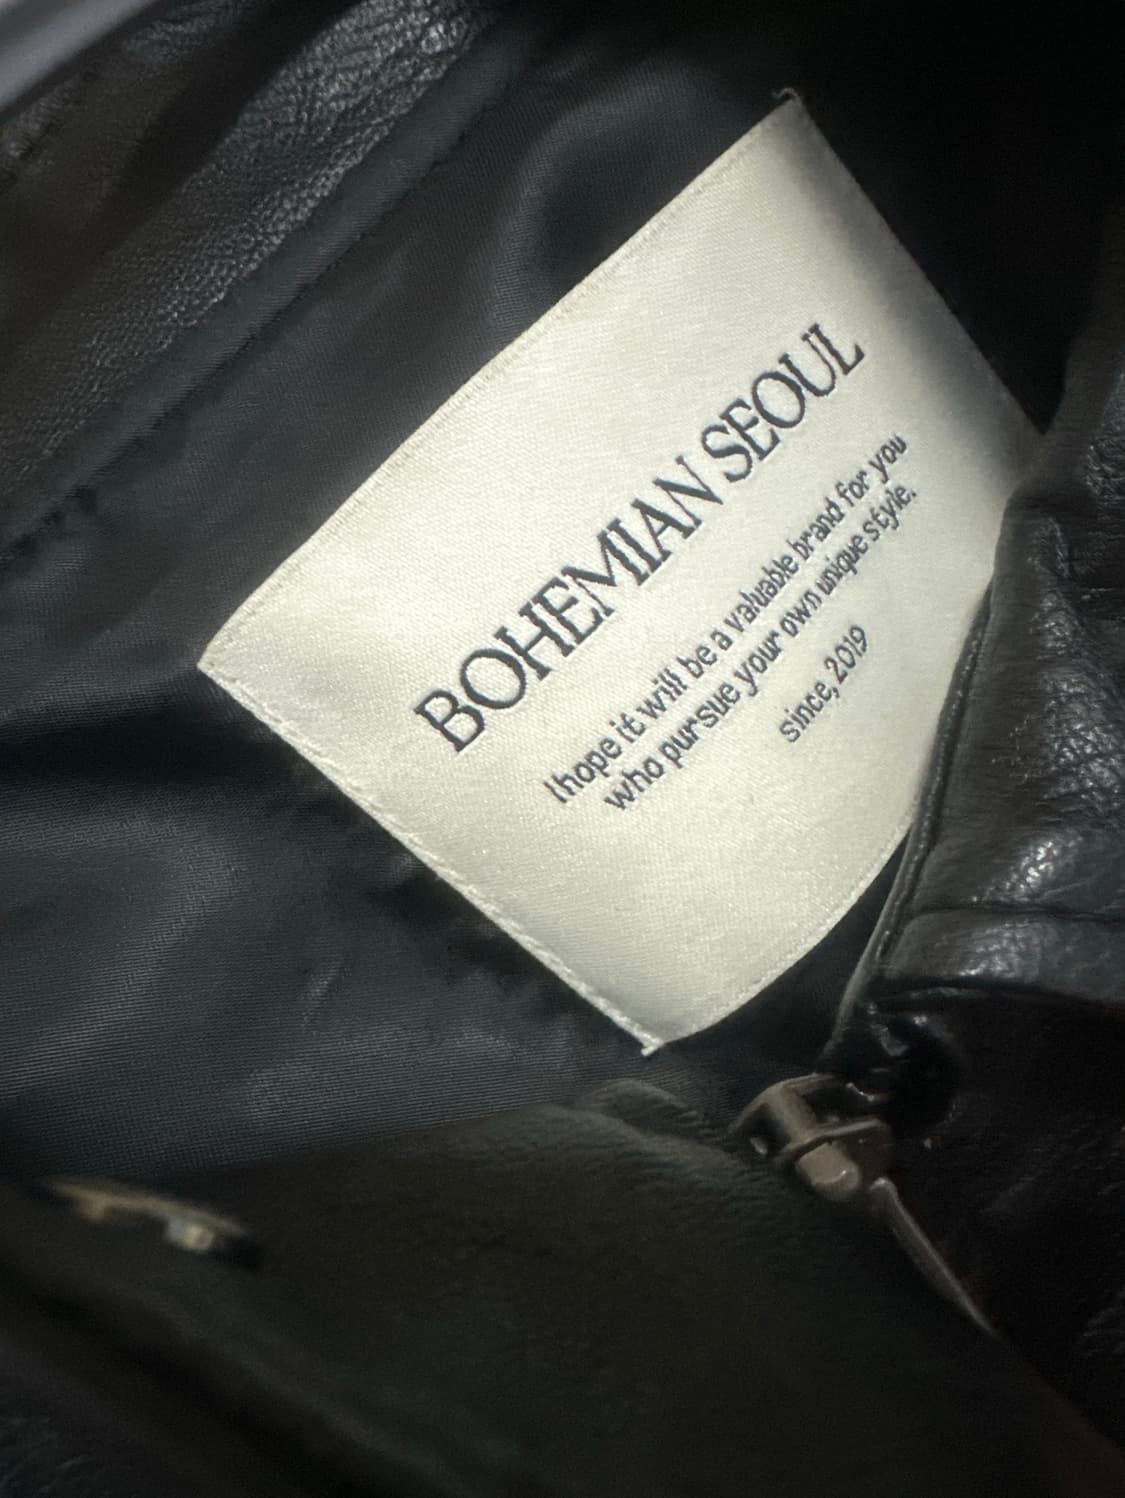 BOHEMIAN SEOUL
I hope it will be a valuable brand for you
who pursue your own unique style.
since, 2019